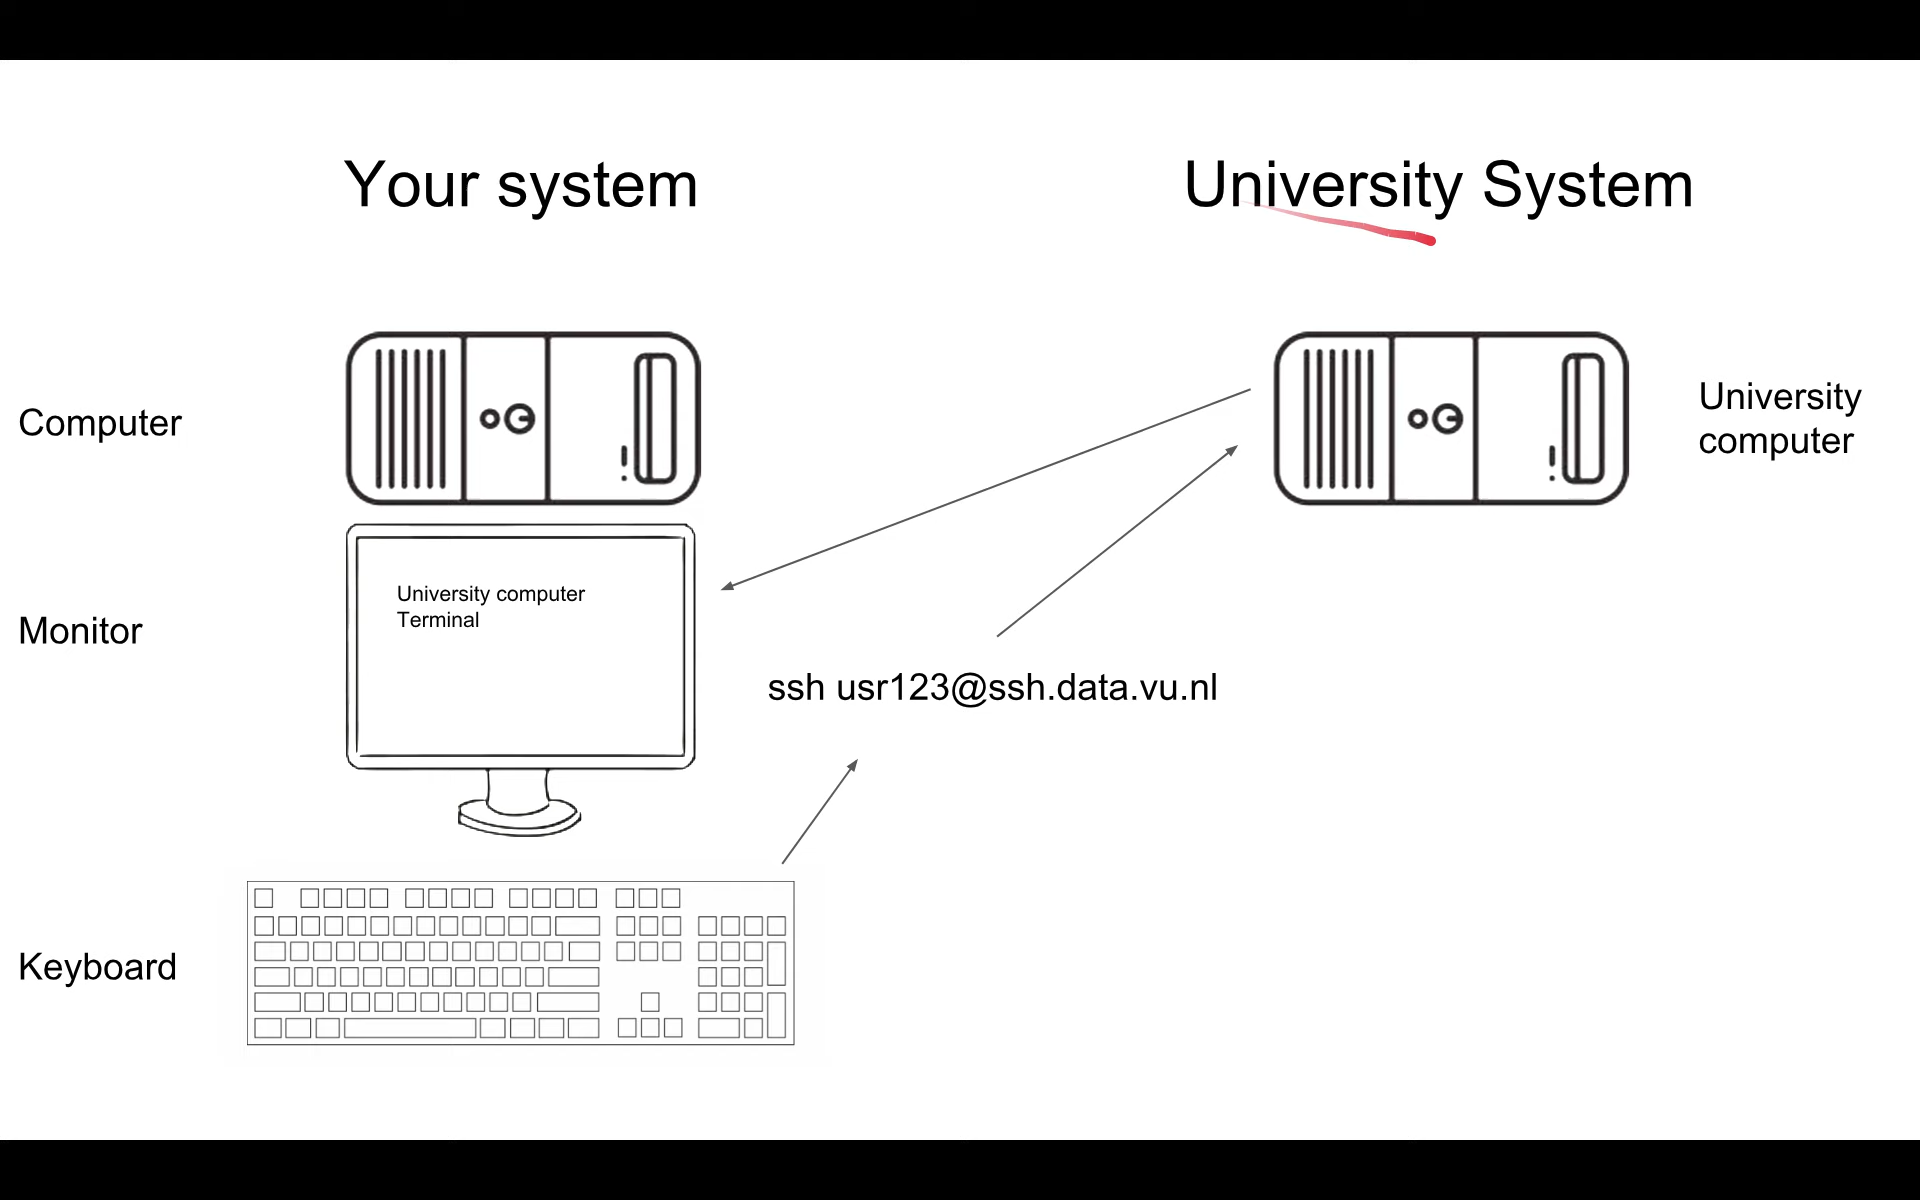 Your system
University System
Computer
University
computer
University computer
Terminal
Monitor
ssh usr123@ssh.data.vu.nl
Keyboard